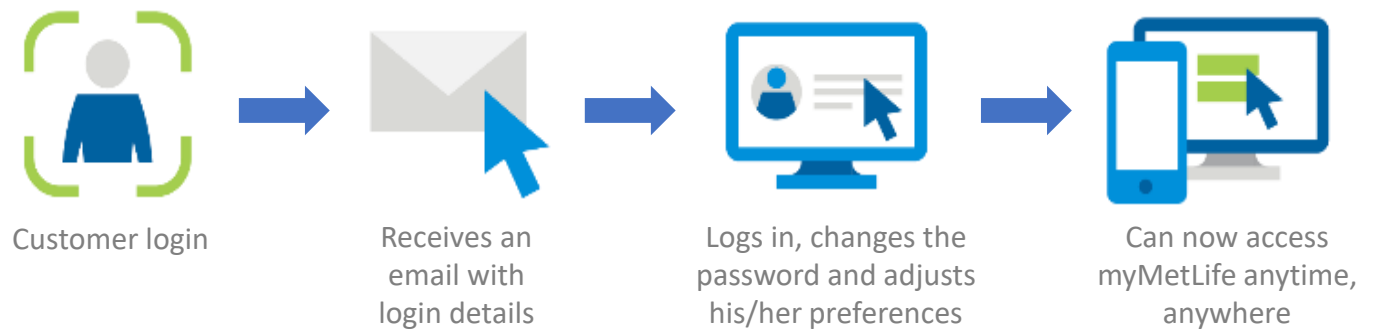 Customer login
Receives an
email with
login details
Logs in, changes the
password and adjusts
his/her preferences
Can now access
myMetLife anytime,
anywhere